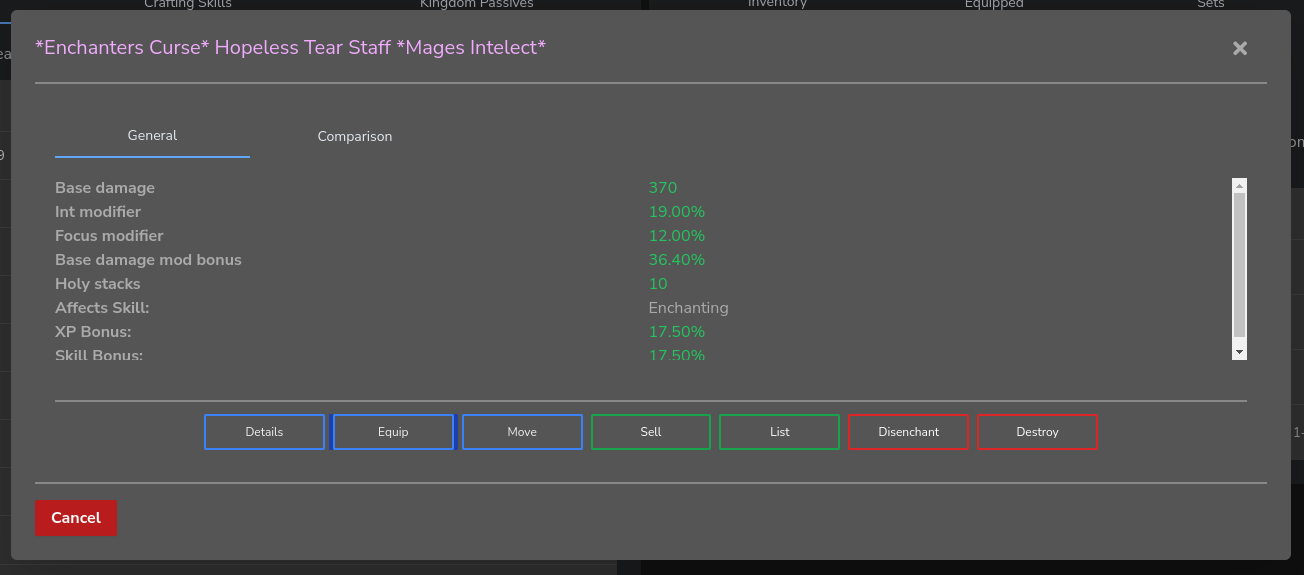 Crafting Skills Kingdom Passives Inventory Equipped Sets
*Enchanters Curse* Hopeless Tear Staff *Mages Intelect*
General Comparison
Base damage 370
Int modifier 19.00%
Focus modifier 12.00%
Base damage mod bonus 36.40%
Holy stacks 10
Affects Skill: Enchanting
XP Bonus: 17.50%
Skill Bonus: 17.50%
Details Equip Move Sell List Disenchant Destroy
Cancel